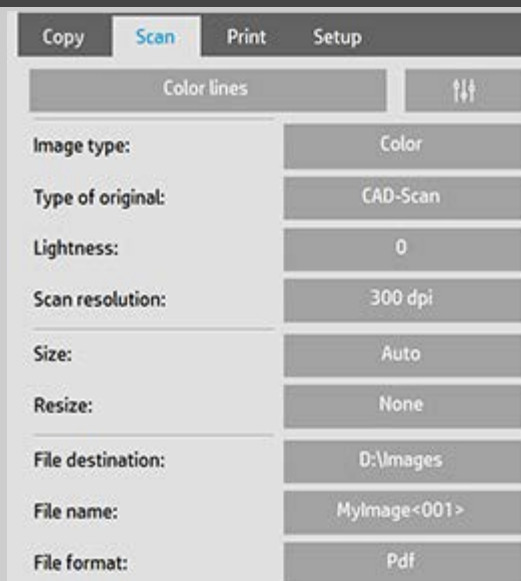 Copy Scan Print Setup
Color lines
Image type: Color
Type of original: CAD-Scan
Lightness: 0
Scan resolution: 300 dpi
Size: Auto
Resize: None
File destination: D:\Images
File name: MyImage<001>
File format: Pdf